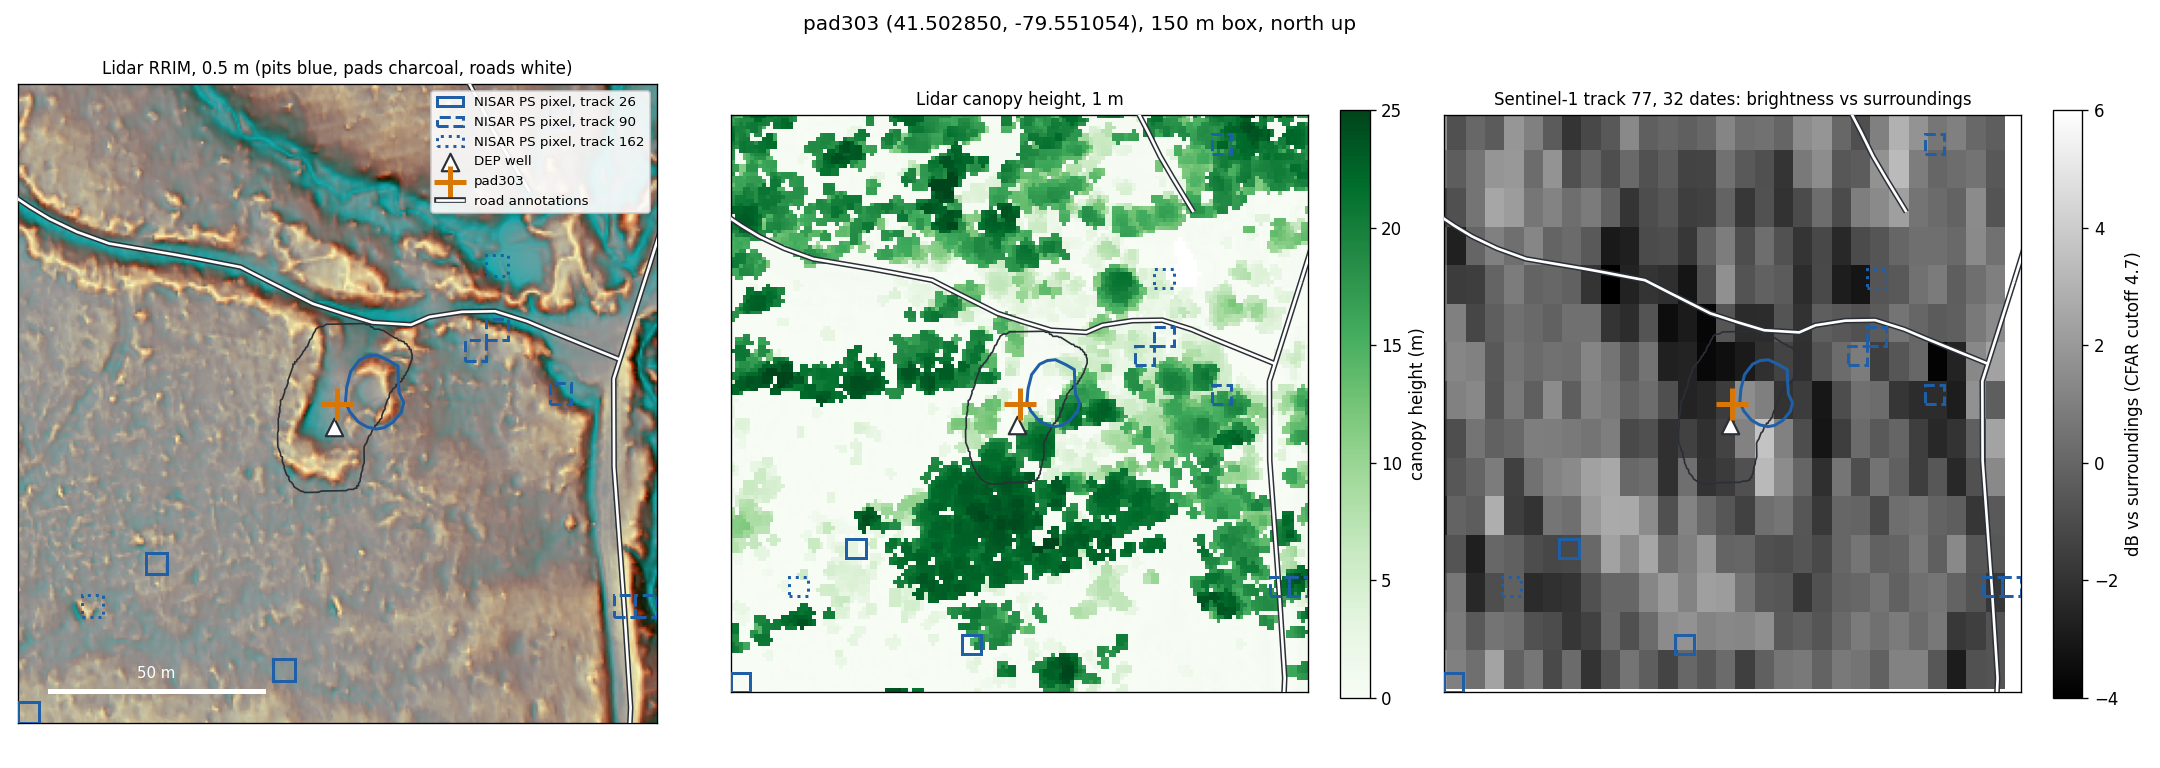 pad303 (41.502850, -79.551054), 150 m box, north up
Lidar RRIM, 0.5 m (pits blue, pads charcoal, roads white)
NISAR PS pixel, track 26
NISAR PS pixel, track 90
NISAR PS pixel, track 162
DEP well
pad303
road annotations
50 m
Lidar canopy height, 1 m
25
20
15
10
5
0
canopy height (m)
Sentinel-1 track 77, 32 dates: brightness vs surroundings
6
4
2
0
−2
−4
dB vs surroundings (CFAR cutoff 4.7)